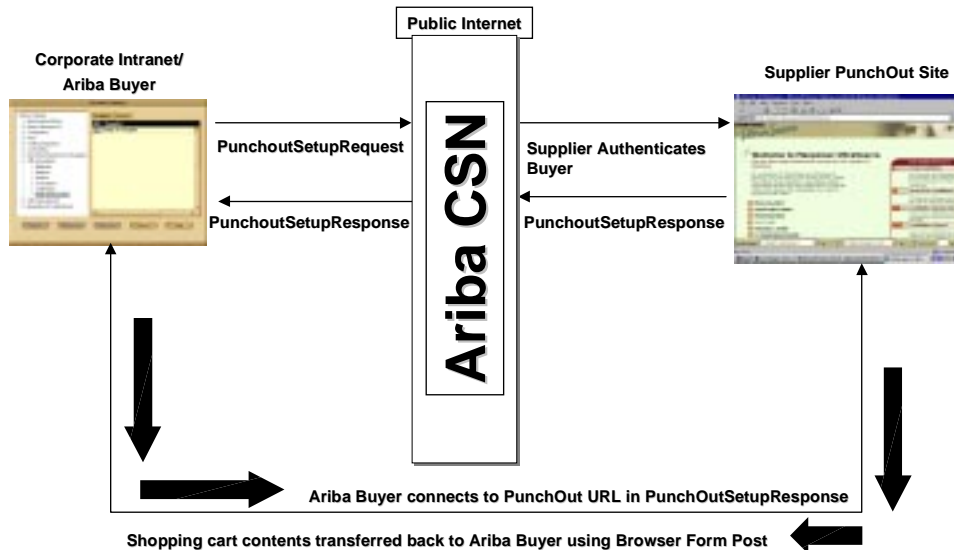 Public Internet
Corporate Intranet/
Ariba Buyer
Supplier PunchOut Site
PunchoutSetupRequest
Supplier Authenticates
Buyer
PunchoutSetupResponse
PunchoutSetupResponse
Ariba CSN
Ariba Buyer connects to PunchOut URL in PunchOutSetupResponse
Shopping cart contents transferred back to Ariba Buyer using Browser Form Post